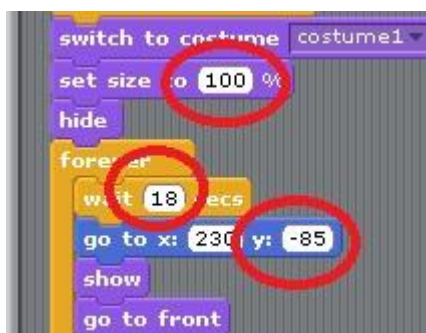 switch to costume costume1
set size to 100 %
hide
forever
wait 18 secs
go to x: 230 y: -85
show
go to front